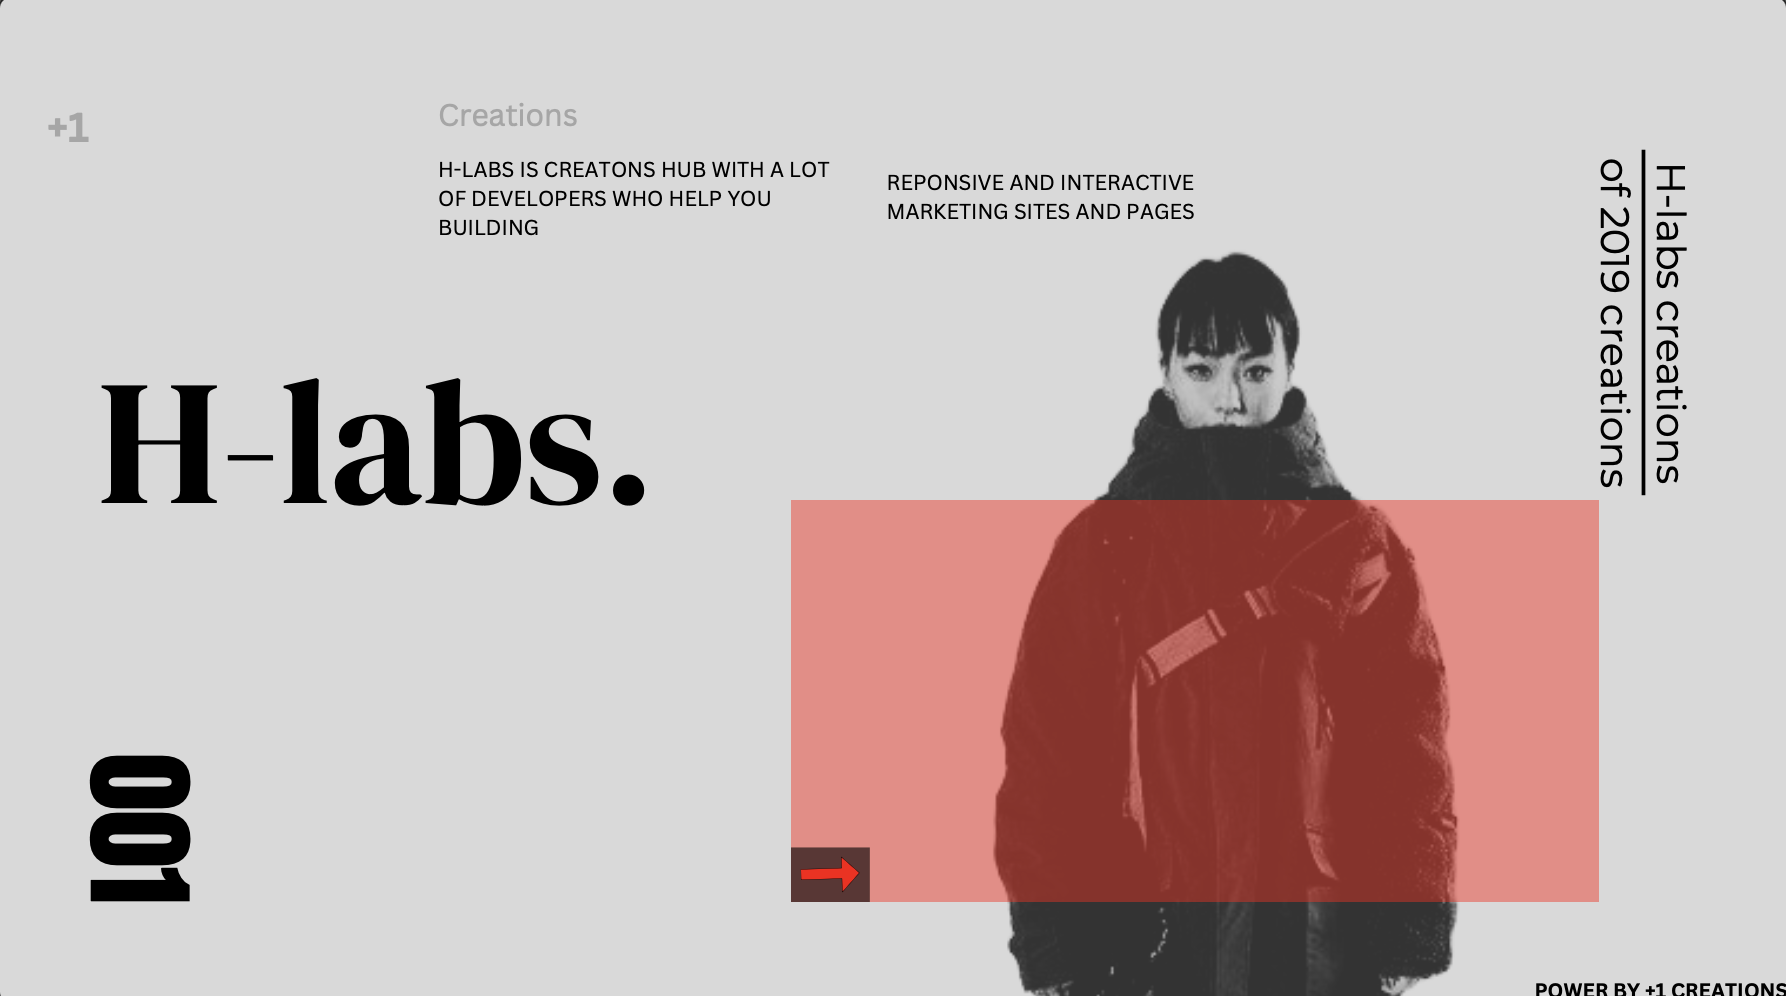 +1
Creations
H-LABS IS CREATONS HUB WITH A LOT
OF DEVELOPERS WHO HELP YOU
BUILDING
REPONSIVE AND INTERACTIVE
MARKETING SITES AND PAGES
H-labs creations
of 2019 creations
H-labs.
001
POWER BY +1 CREATIONS